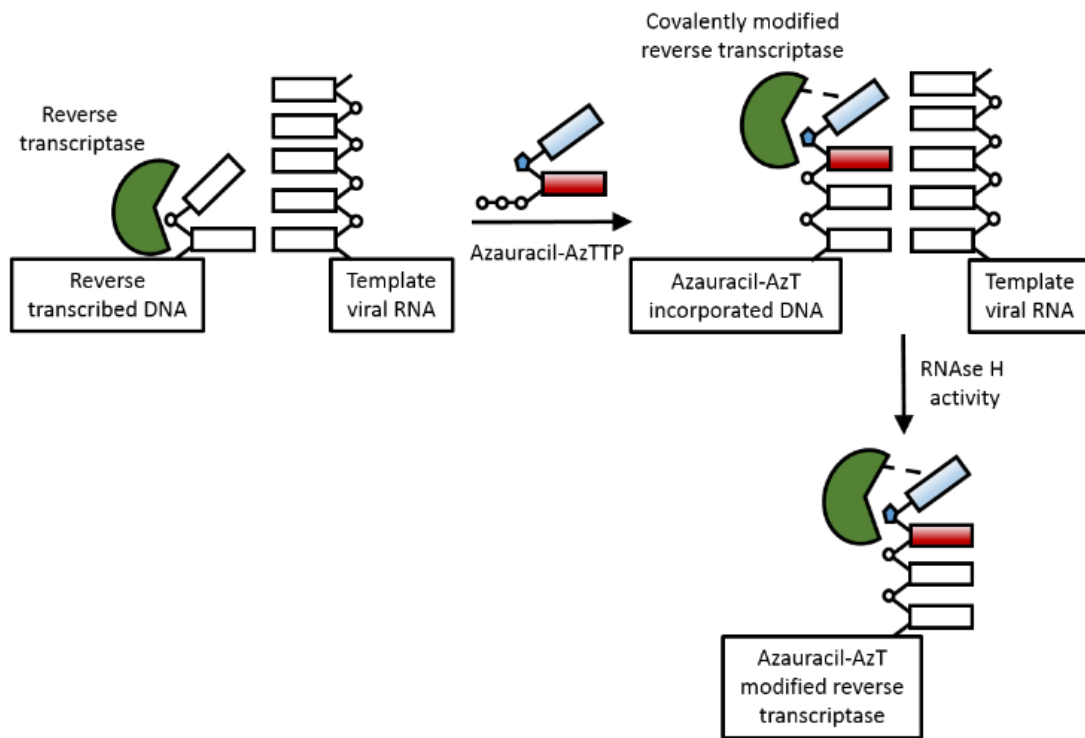 Covalently modified
reverse transcriptase
Reverse
transcriptase
Azauracil-AzTTP
Reverse
transcribed DNA
Template
viral RNA
Azauracil-AzT
incorporated DNA
Template
viral RNA
RNAse H
activity
Azauracil-AzT
modified reverse
transcriptase